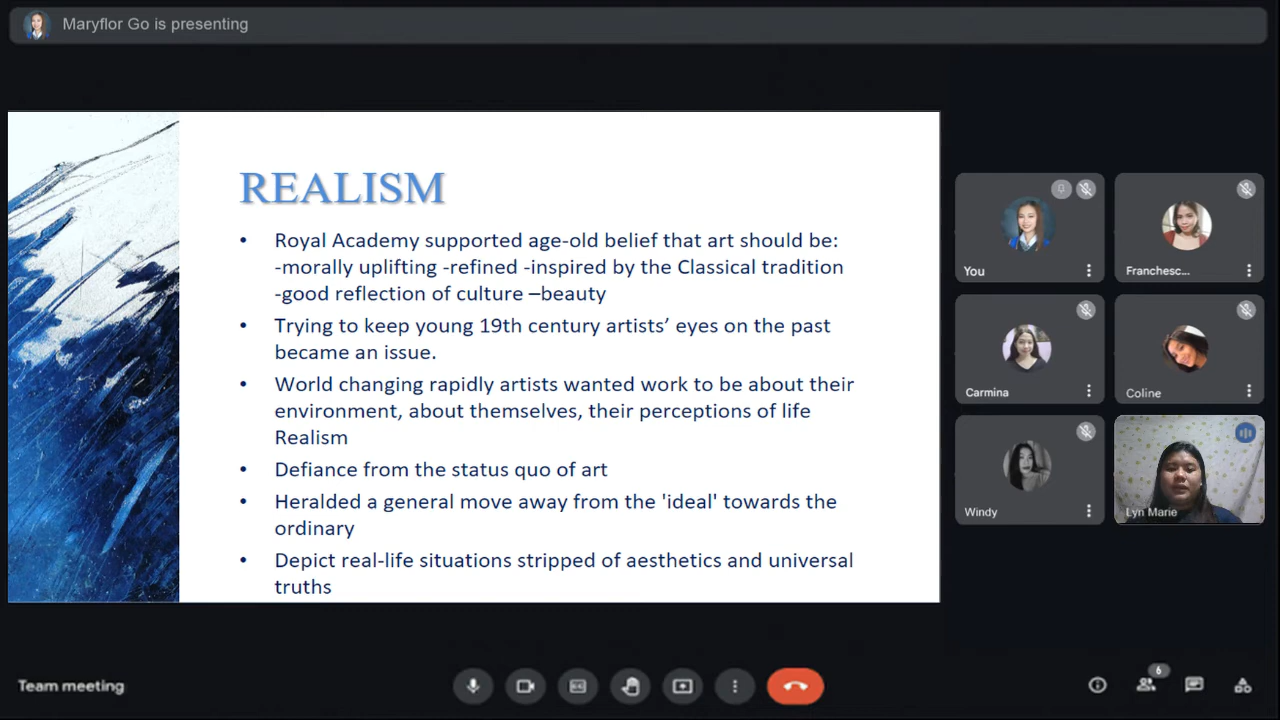 Maryflor Go is presenting
REALISM
• Royal Academy supported age-old belief that art should be:
-morally uplifting -refined -inspired by the Classical tradition
-good reflection of culture –beauty
• Trying to keep young 19th century artists’ eyes on the past
became an issue.
• World changing rapidly artists wanted work to be about their
environment, about themselves, their perceptions of life
Realism
• Defiance from the status quo of art
• Heralded a general move away from the 'ideal' towards the
ordinary
• Depict real-life situations stripped of aesthetics and universal
truths
You
Franchesc...
Carmina
Coline
Windy
Lyn Marie
Team meeting
6